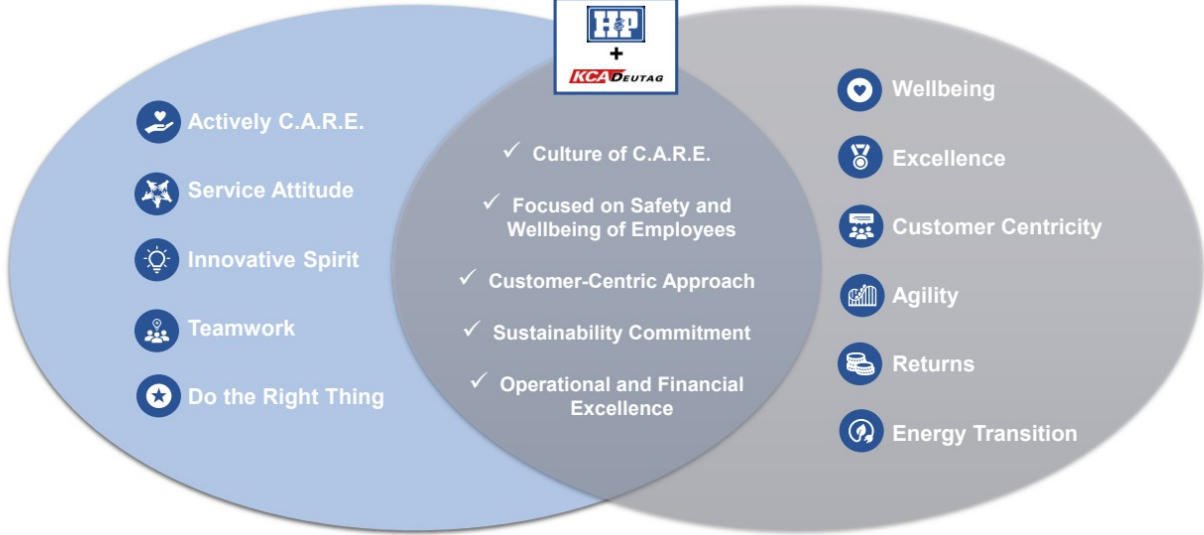 H&P
+
KCA DEUTAG
Actively C.A.R.E.
Service Attitude
Innovative Spirit
Teamwork
Do the Right Thing
✓ Culture of C.A.R.E.
✓ Focused on Safety and
Wellbeing of Employees
✓ Customer-Centric Approach
✓ Sustainability Commitment
✓ Operational and Financial
Excellence
Wellbeing
Excellence
Customer Centricity
Agility
Returns
Energy Transition